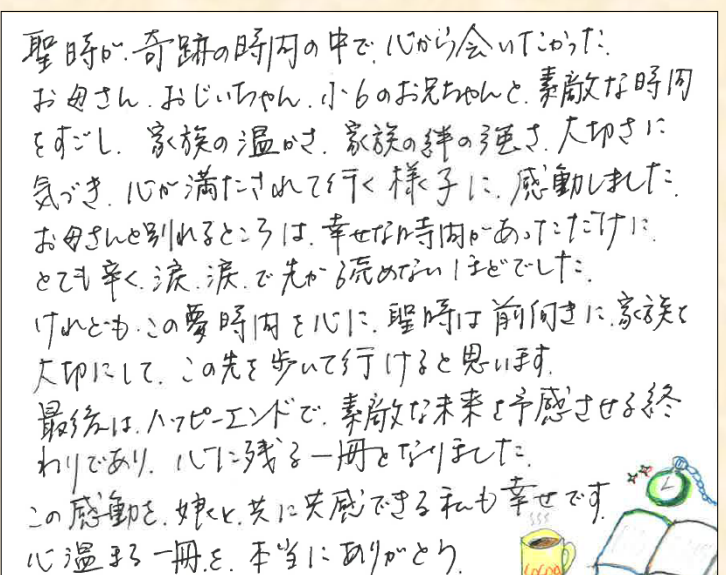 聖時が、奇跡の時間の中で、心から会いたかった、
お母さん、おじいちゃん、小6のお兄ちゃんと、素敵な時間
をすごし、家族の温かさ、家族の絆の強さ、大切さに
気づき、心が満たされて行く様子に、感動しました。
お母さんと別れるところは、幸せな時間があっただけに、
とても辛く、涙、涙、で先が読めないほどでした。
けれども、この夢時間を心に、聖時は前向きに、家族を
大切にして、この先を歩いて行けると思います。
最後は、ハッピーエンドで、素敵な未来を予感させる終
わりであり、心に残る一冊となりました。
この感動を、娘と、共に共感できる私も幸せです。
心温まる一冊を、本当にありがとう。
cocoa